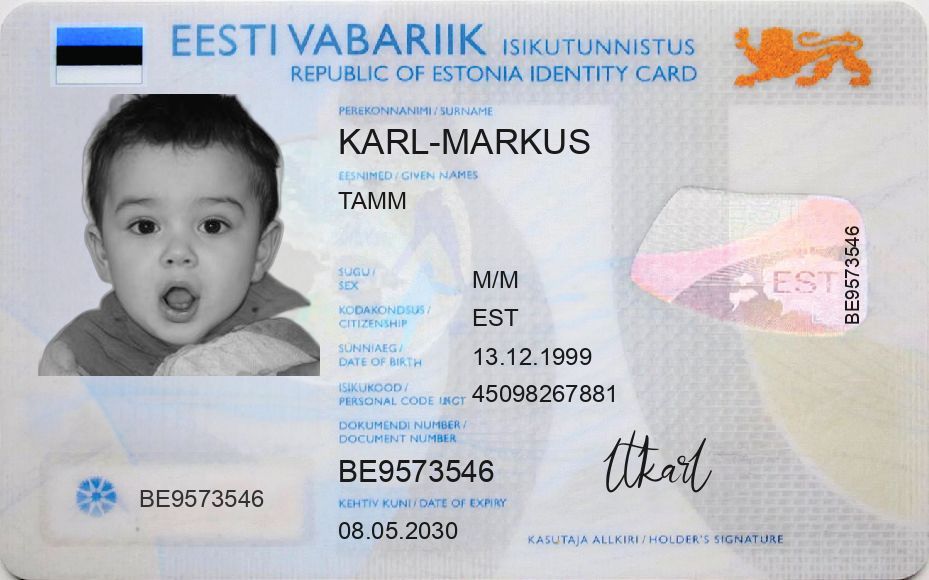 EESTI VABARIIK ISIKUTUNNISTUS
REPUBLIC OF ESTONIA IDENTITY CARD
PEREKONNANIMI / SURNAME
KARL-MARKUS
EESNIMED / GIVEN NAMES
TAMM
SUGU /
SEX
M/M
KODAKONDSUS /
CITIZENSHIP
EST
SÜNNIAEG /
DATE OF BIRTH
13.12.1999
ISIKUKOOD /
PERSONAL CODE
45098267881
DOKUMENDI NUMBER /
DOCUMENT NUMBER
BE9573546
KEHTIV KUNI / DATE OF EXPIRY
08.05.2030
BE9573546
EST
BE9573546
ttkarl
KASUTAJA ALLKIRI / HOLDER'S SIGNATURE